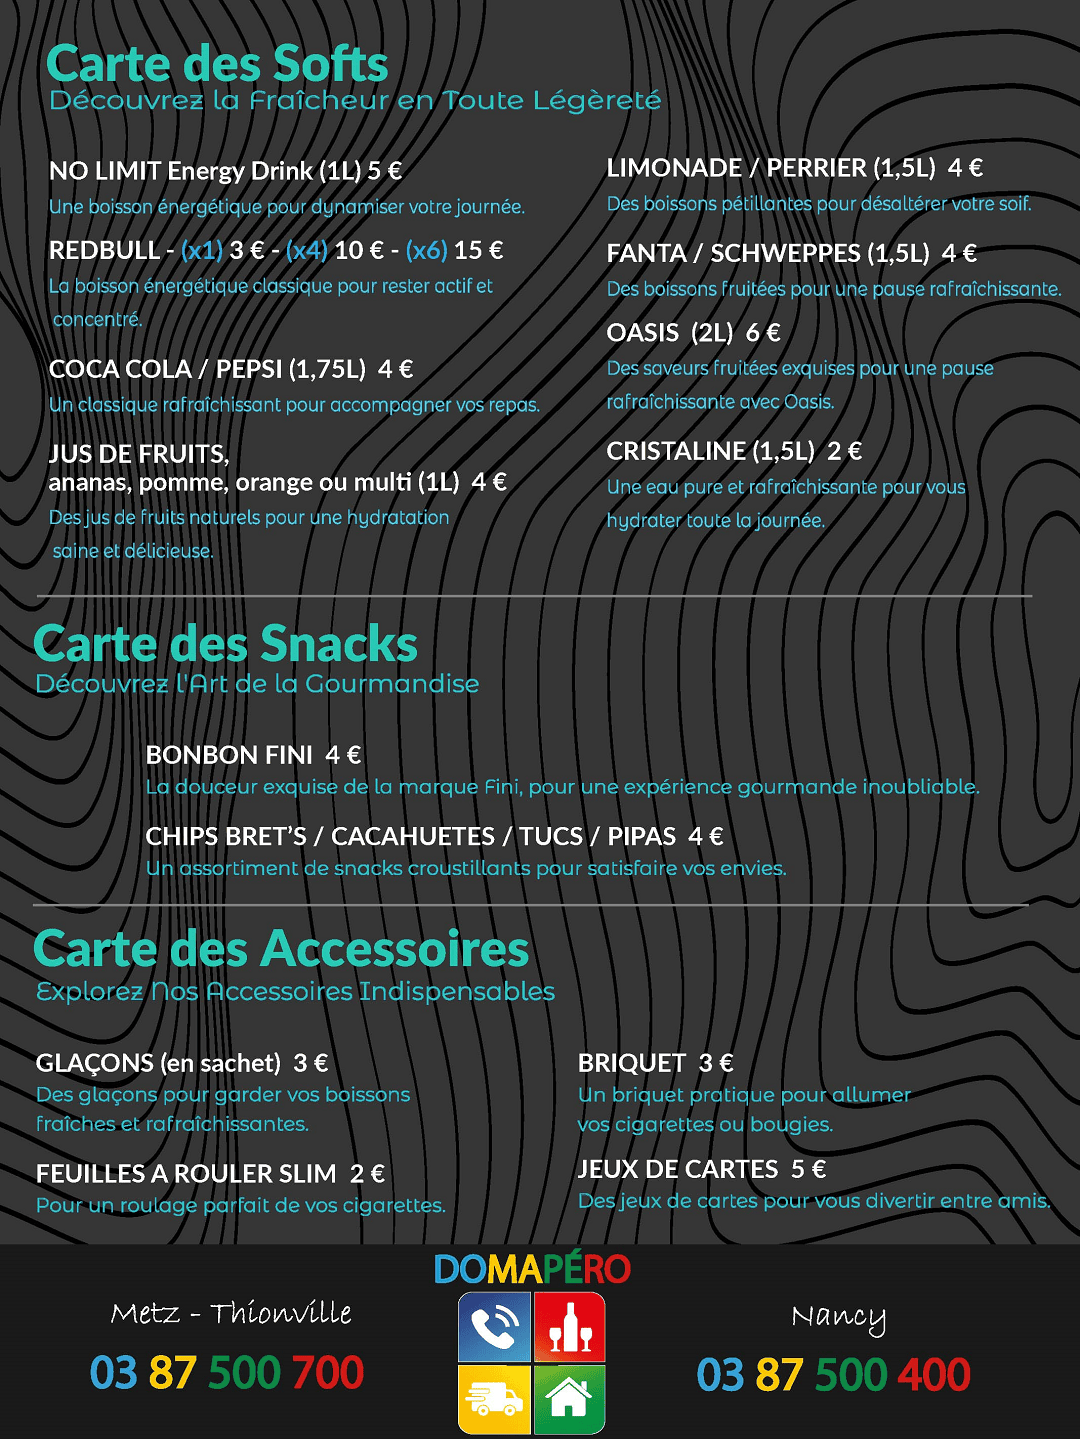 Carte des Softs
Découvrez la Fraîcheur en Toute Légèreté
NO LIMIT Energy Drink (1L) 5 €
Une boisson énergétique pour dynamiser votre journée.
REDBULL - (x1) 3 € - (x4) 10 € - (x6) 15 €
La boisson énergétique classique pour rester actif et
concentré.
COCA COLA / PEPSI (1,75L) 4 €
Un classique rafraîchissant pour accompagner vos repas.
JUS DE FRUITS,
ananas, pomme, orange ou multi (1L) 4 €
Des jus de fruits naturels pour une hydratation
saine et délicieuse.
LIMONADE / PERRIER (1,5L) 4 €
Des boissons pétillantes pour désaltérer votre soif.
FANTA / SCHWEPPES (1,5L) 4 €
Des boissons fruitées pour une pause rafraîchissante.
OASIS (2L) 6 €
Des saveurs fruitées exquises pour une pause
rafraîchissante avec Oasis.
CRISTALINE (1,5L) 2 €
Une eau pure et rafraîchissante pour vous
hydrater toute la journée.
Carte des Snacks
Découvrez l'Art de la Gourmandise
BONBON FINI 4 €
La douceur exquise de la marque Fini, pour une expérience gourmande inoubliable.
CHIPS BRET'S / CACAHUETES / TUCS / PIPAS 4 €
Un assortiment de snacks croustillants pour satisfaire vos envies.
Carte des Accessoires
Explorez Nos Accessoires Indispensables
GLAÇONS (en sachet) 3 €
Des glaçons pour garder vos boissons
fraîches et rafraîchissantes.
FEUILLES A ROULER SLIM 2 €
Pour un roulage parfait de vos cigarettes.
BRIQUET 3 €
Un briquet pratique pour allumer
vos cigarettes ou bougies.
JEUX DE CARTES 5 €
Des jeux de cartes pour vous divertir entre amis.
DOMAPÉRO
Metz - Thionville
03 87 500 700
Nancy
03 87 500 400